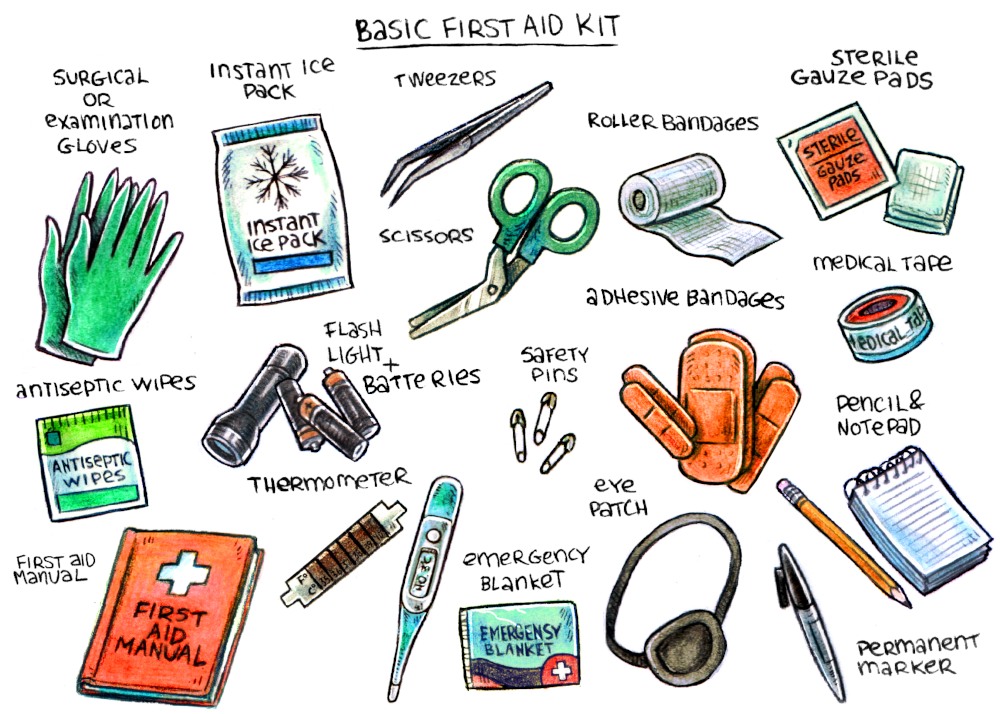 BASIC FIRST AID KIT
SURGICAL
OR
EXAMINATION
GLOVES
INSTANT ICE
PACK
INSTANT
ICE PACK
TWEEZERS
SCISSORS
ROLLER BANDAGES
STERILE
GAUZE PADS
STERILE
GAUZE
PADS
MEDICAL TAPE
MEDICAL TAP
ADHESIVE BANDAGES
FLASH
LIGHT +
BATTERIES
SAFETY
PINS
ANTISEPTIC WIPES
ANTISEPTIC
WIPES
PENCIL &
NOTEPAD
THERMOMETER
EYE
PATCH
FIRST AID
MANUAL
FIRST
AID
MANUAL
EMERGENCY
BLANKET
EMERGENSY
BLANKET
PERMANENT
MARKER